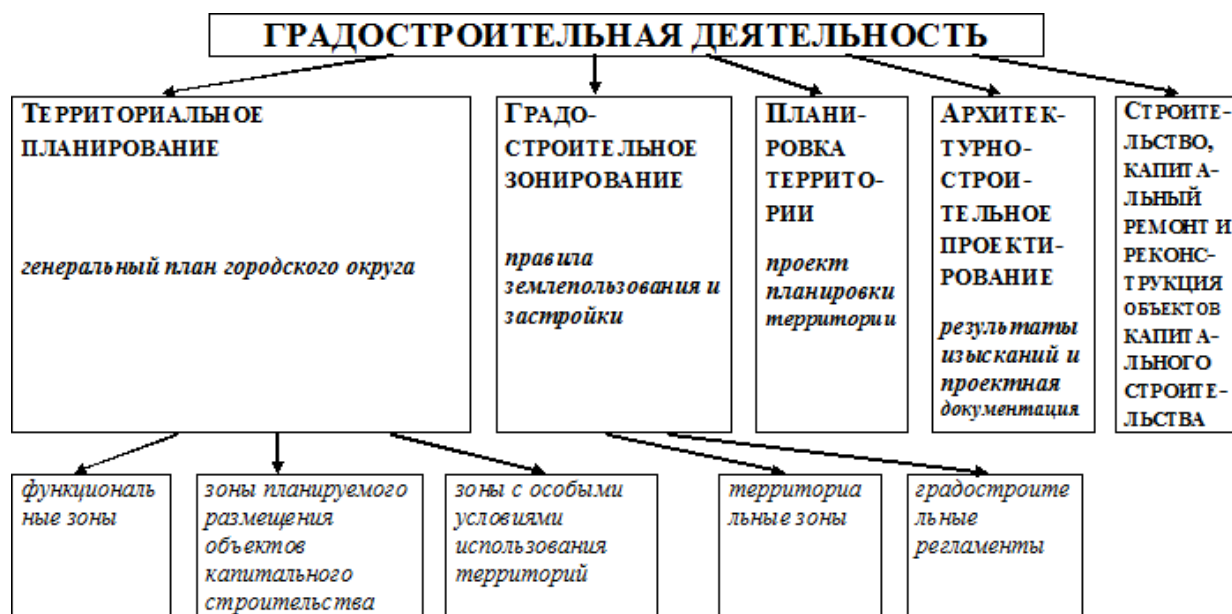 ГРАДОСТРОИТЕЛЬНАЯ ДЕЯТЕЛЬНОСТЬ
ТЕРРИТОРИАЛЬНОЕ
ПЛАНИРОВАНИЕ
генеральный план городского округа
ГРАДО-
СТРОИТЕЛЬНОЕ
ЗОНИРОВАНИЕ
правила
землепользования и
застройки
ПЛАНИ-
РОВКА
ТЕРРИТО-
РИИ
проект
планировки
территории
АРХИТЕК-
ТУРНО-
СТРОИ-
ТЕЛЬНОЕ
ПРОЕКТИ-
РОВАНИЕ
результаты
изысканий и
проектная
документация
СТРОИТЕ-
ЛЬСТВО,
КАПИТА-
ЛЬНЫЙ
РЕМОНТ И
РЕКОНС-
ТРУКЦИЯ
ОБЪЕКТОВ
КАПИТА-
ЛЬНОГО
СТРОИТЕ-
ЛЬСТВА
функциональ
ные зоны
зоны планируемого
размещения
объектов
капитального
строительства
зоны с особыми
условиями
использования
территорий
территориа
льные зоны
градостроите
льные
регламенты